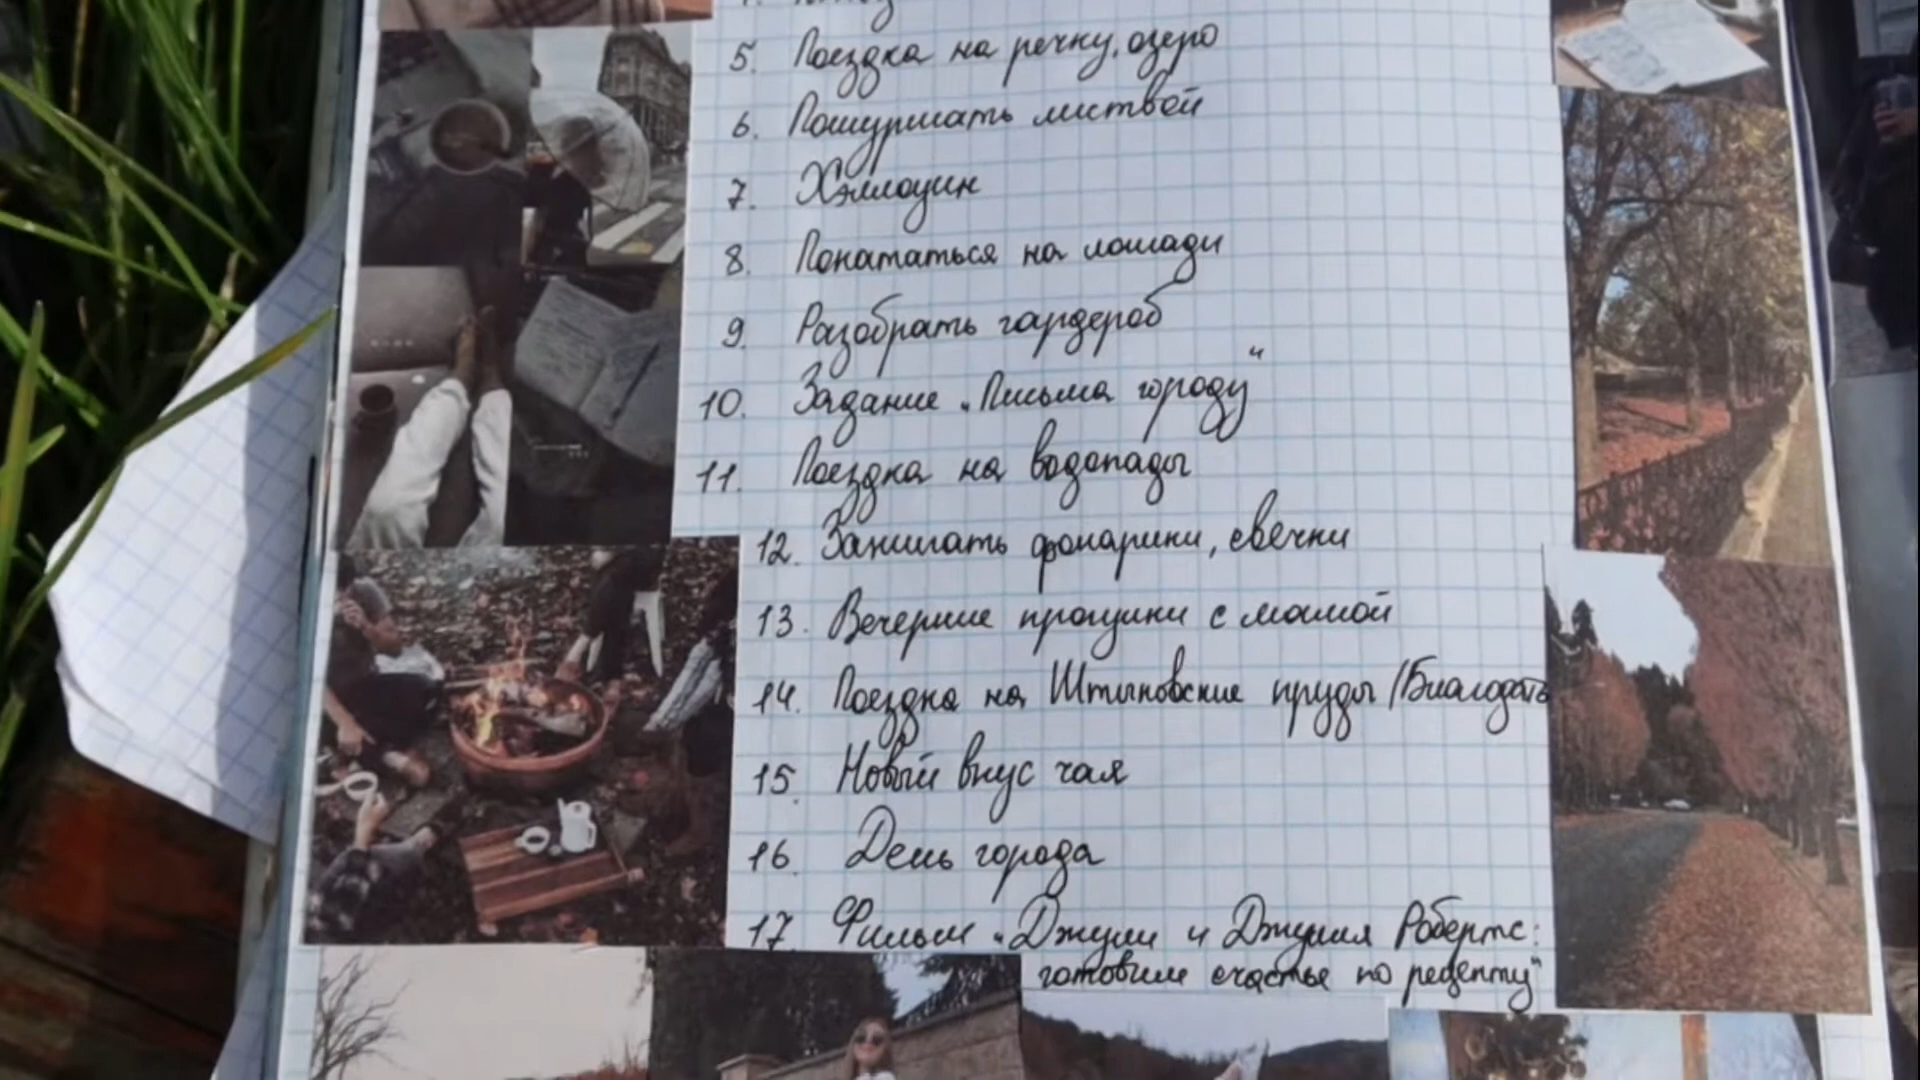 5. Поездка на речку, озеро
6. Пошуршать листвой
7. Хэллоуин
8. Покататься на лошади
9. Разобрать гардероб
10. Задание „Письма городу"
11. Поездка на водопады
12. Зажигать фонарики, свечки
13. Вечерние прогулки с мамой
14. Поездка на Штыковские пруды /Благодать
15. Новый вкус чая
16. День города
17. Фильм „Джули и Джулия Робертс:
готовим счастье по рецепту"